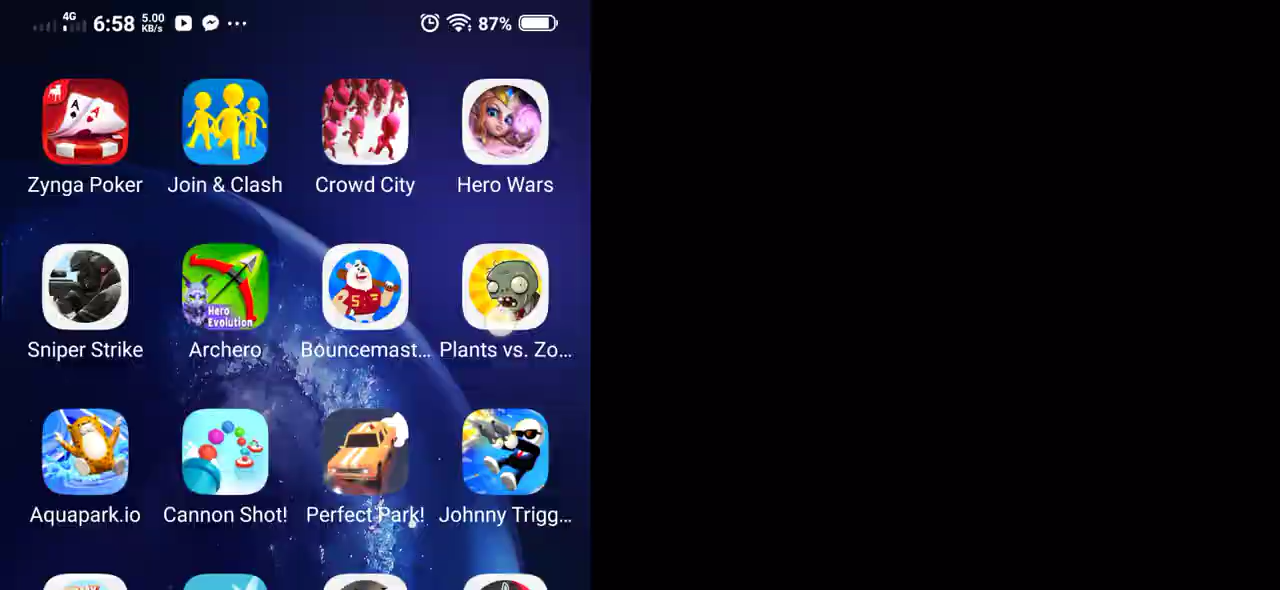 4G 6:58 5.00 KB/s 87%
Zynga Poker Join & Clash Crowd City Hero Wars
Hero
Evolution
Sniper Strike Archero Bouncemast... Plants vs. Zo...
Aquapark.io Cannon Shot! Perfect Park! Johnny Trigg...